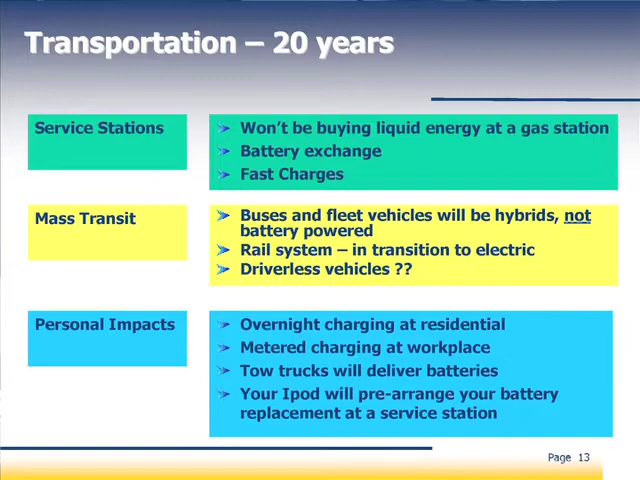 Transportation – 20 years
Service Stations
Won't be buying liquid energy at a gas station
Battery exchange
Fast Charges
Mass Transit
Buses and fleet vehicles will be hybrids, not
battery powered
Rail system – in transition to electric
Driverless vehicles ??
Personal Impacts
Overnight charging at residential
Metered charging at workplace
Tow trucks will deliver batteries
Your Ipod will pre-arrange your battery
replacement at a service station
Page 13